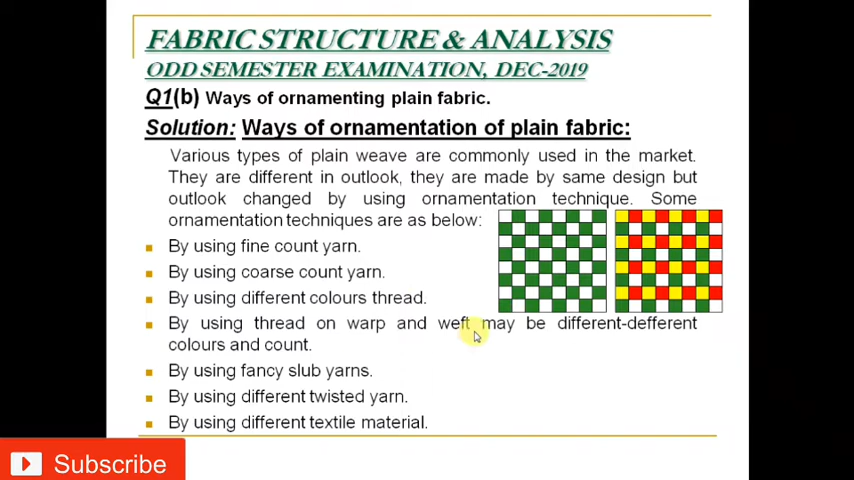 FABRIC STRUCTURE & ANALYSIS
ODD SEMESTER EXAMINATION, DEC-2019
Q1(b) Ways of ornamenting plain fabric.
Solution: Ways of ornamentation of plain fabric:
Various types of plain weave are commonly used in the market.
They are different in outlook, they are made by same design but
outlook changed by using ornamentation technique. Some
ornamentation techniques are as below:
By using fine count yarn.
By using coarse count yarn.
By using different colours thread.
By using thread on warp and weft may be different-defferent
colours and count.
By using fancy slub yarns.
By using different twisted yarn.
By using different textile material.
Subscribe